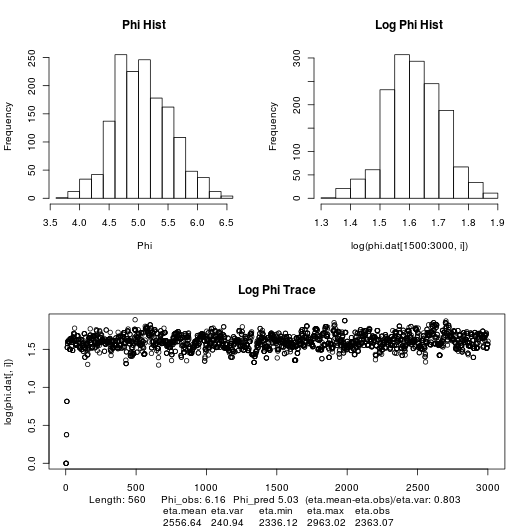 Phi Hist
Log Phi Hist
Frequency
250
200
150
100
50
0
3.5 4.0 4.5 5.0 5.5 6.0 6.5
Phi
Frequency
300
200
100
0
1.3 1.4 1.5 1.6 1.7 1.8 1.9
log(phi.dat[1500:3000, i])
Log Phi Trace
log(phi.dat[, i])
1.5
1.0
0.5
0.0
0 500 1000 1500 2000 2500 3000
Length: 560 Phi_obs: 6.16 Phi_pred 5.03 (eta.mean-eta.obs)/eta.var: 0.803
eta.mean eta.var eta.min eta.max eta.obs
2556.64 240.94 2336.12 2963.02 2363.07